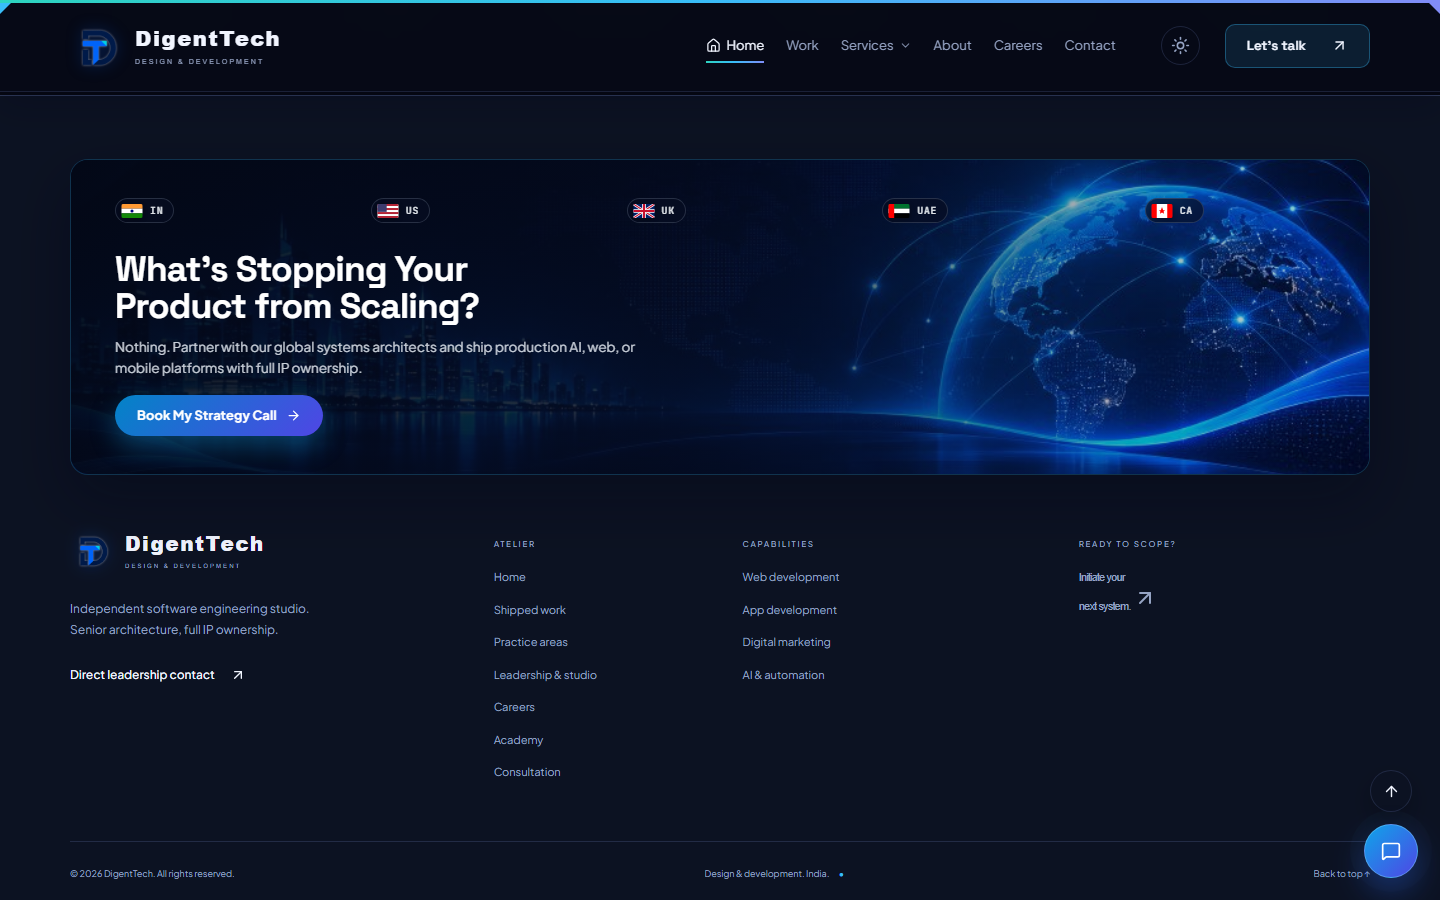 DigentTech
DESIGN & DEVELOPMENT
Home
Work
Services
About
Careers
Contact
Let's talk
IN
US
UK
UAE
CA
What's Stopping Your
Product from Scaling?
Nothing. Partner with our global systems architects and ship production AI, web, or
mobile platforms with full IP ownership.
Book My Strategy Call
DigentTech
DESIGN & DEVELOPMENT
Independent software engineering studio.
Senior architecture, full IP ownership.
Direct leadership contact
ATELIER
Home
Shipped work
Practice areas
Leadership & studio
Careers
Academy
Consultation
CAPABILITIES
Web development
App development
Digital marketing
AI & automation
READY TO SCOPE?
Initiate your
next system.
© 2026 DigentTech. All rights reserved.
Design & development. India.
Back to top ↑